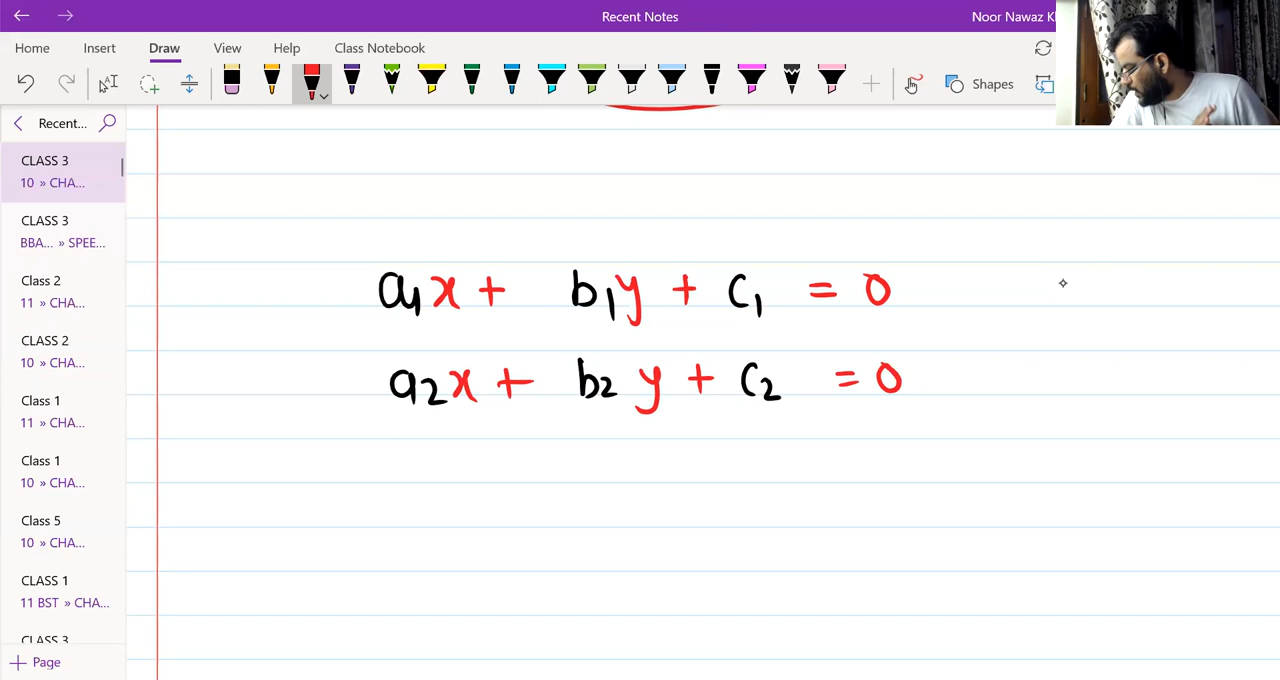 Recent Notes
Noor Nawaz
Home Insert Draw View Help Class Notebook
Shapes
Recent...
CLASS 3
10 » CHA...
CLASS 3
BBA... » SPEE...
Class 2
11 » CHA...
CLASS 2
10 » CHA...
Class 1
11 » CHA...
Class 1
10 » CHA...
Class 5
10 » CHA...
CLASS 1
11 BST » CHA...
CLASS 3
+ Page
a₁x + b₁y + c₁ = 0
a₂x + b₂y + c₂ = 0